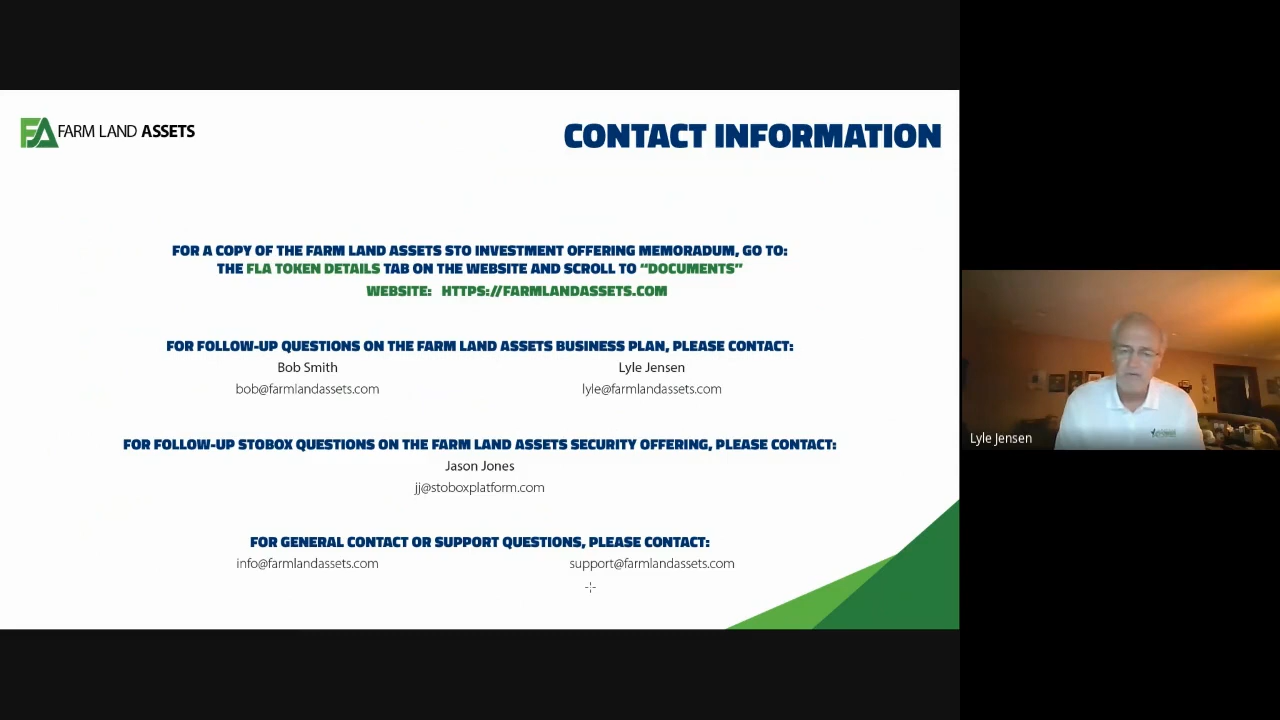 FA FARM LAND ASSETS
CONTACT INFORMATION
FOR A COPY OF THE FARM LAND ASSETS STO INVESTMENT OFFERING MEMORADUM, GO TO:
THE FLA TOKEN DETAILS TAB ON THE WEBSITE AND SCROLL TO “DOCUMENTS”
WEBSITE: HTTPS://FARMLANDASSETS.COM
FOR FOLLOW-UP QUESTIONS ON THE FARM LAND ASSETS BUSINESS PLAN, PLEASE CONTACT:
Bob Smith Lyle Jensen
bob@farmlandassets.com lyle@farmlandassets.com
FOR FOLLOW-UP STOBOX QUESTIONS ON THE FARM LAND ASSETS SECURITY OFFERING, PLEASE CONTACT:
Jason Jones
jj@stoboxplatform.com
FOR GENERAL CONTACT OR SUPPORT QUESTIONS, PLEASE CONTACT:
info@farmlandassets.com support@farmlandassets.com
Lyle Jensen